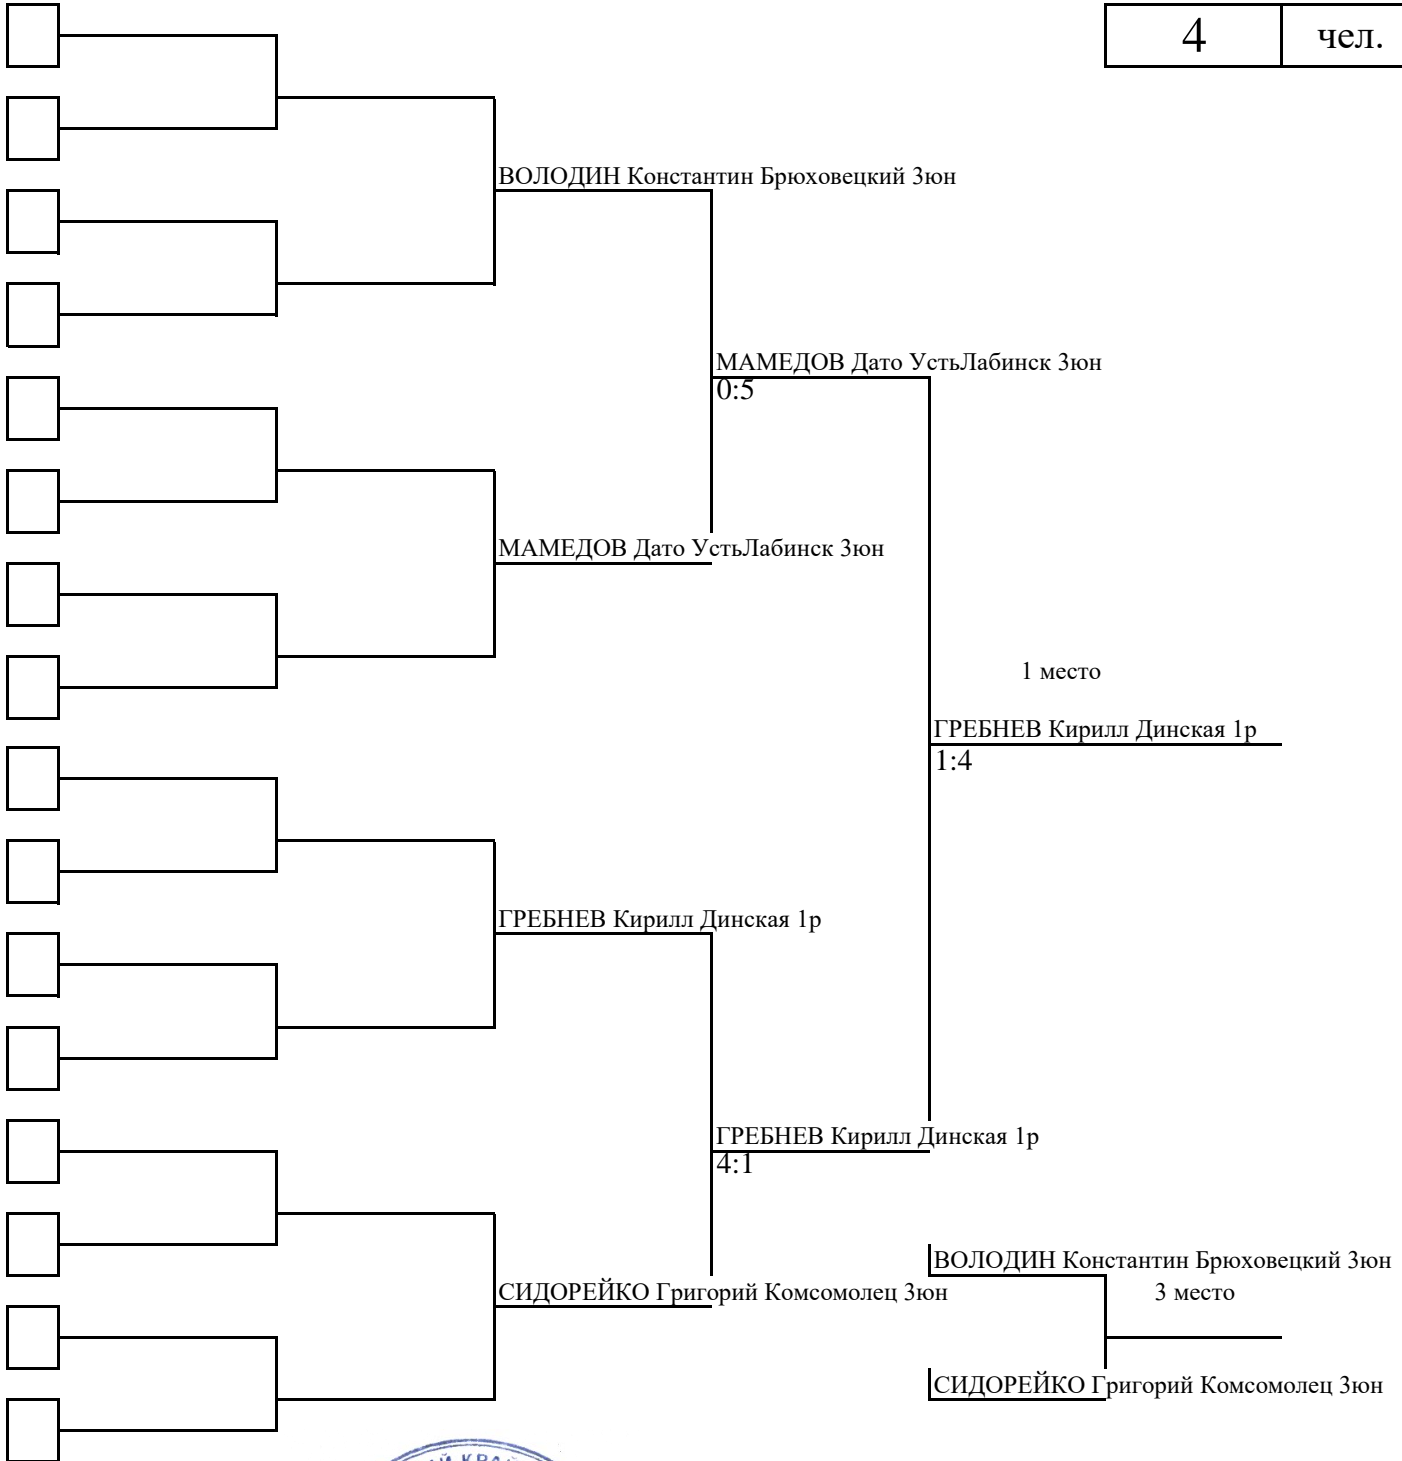 4 чел.
ВОЛОДИН Константин Брюховецкий 3юн
МАМЕДОВ Дато УстьЛабинск 3юн
0:5
МАМЕДОВ Дато УстьЛабинск 3юн
1 место
ГРЕБНЕВ Кирилл Динская 1р
1:4
ГРЕБНЕВ Кирилл Динская 1р
ГРЕБНЕВ Кирилл Динская 1р
4:1
ВОЛОДИН Константин Брюховецкий 3юн
СИДОРЕЙКО Григорий Комсомолец 3юн
3 место
СИДОРЕЙКО Григорий Комсомолец 3юн